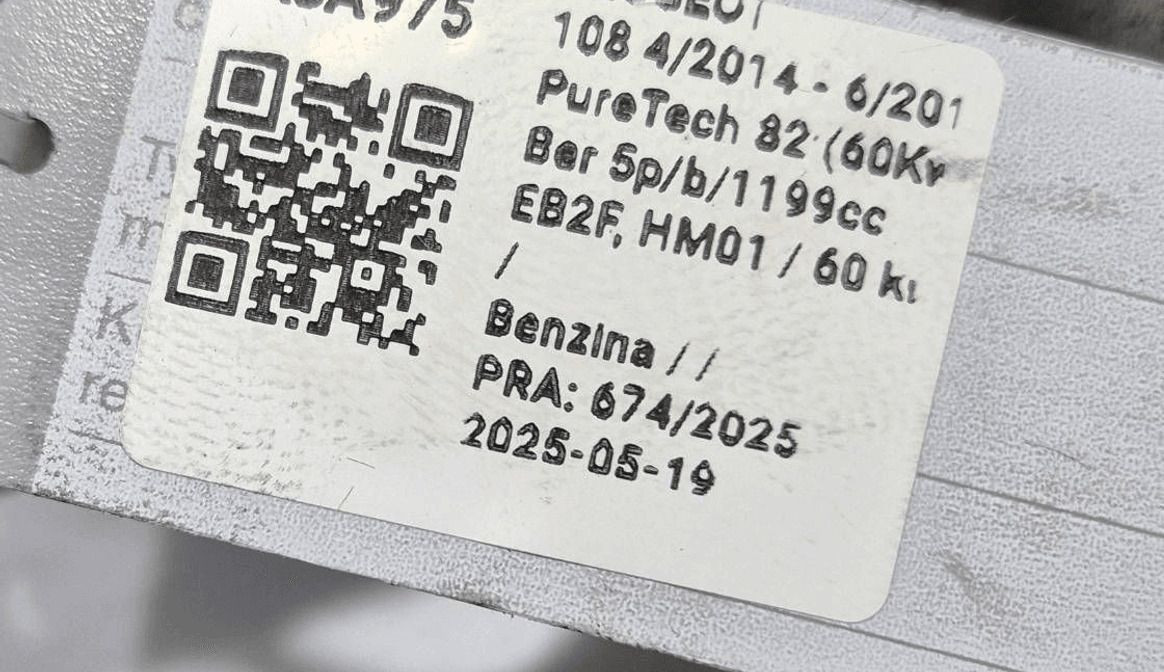 108 4/2014 - 6/201
PureTech 82 (60Kw
Ber 5p/b/1199cc
EB2F, HM01 / 60 k
/
Benzina / /
PRA: 674/2025
2025-05-19